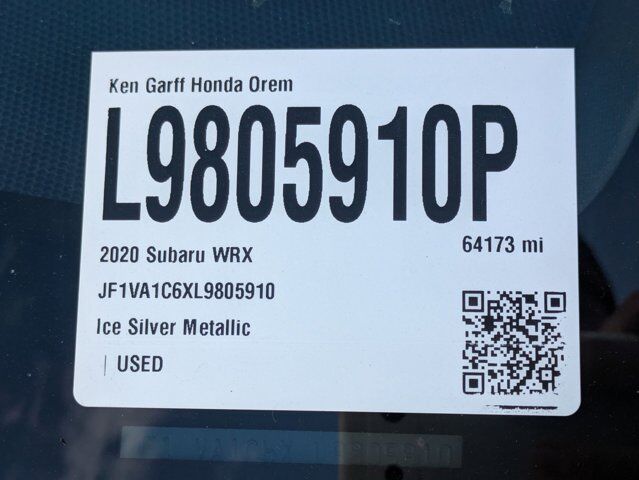 Ken Garff Honda Orem
L9805910P
64173 mi
2020 Subaru WRX
JF1VA1C6XL9805910
Ice Silver Metallic
| USED